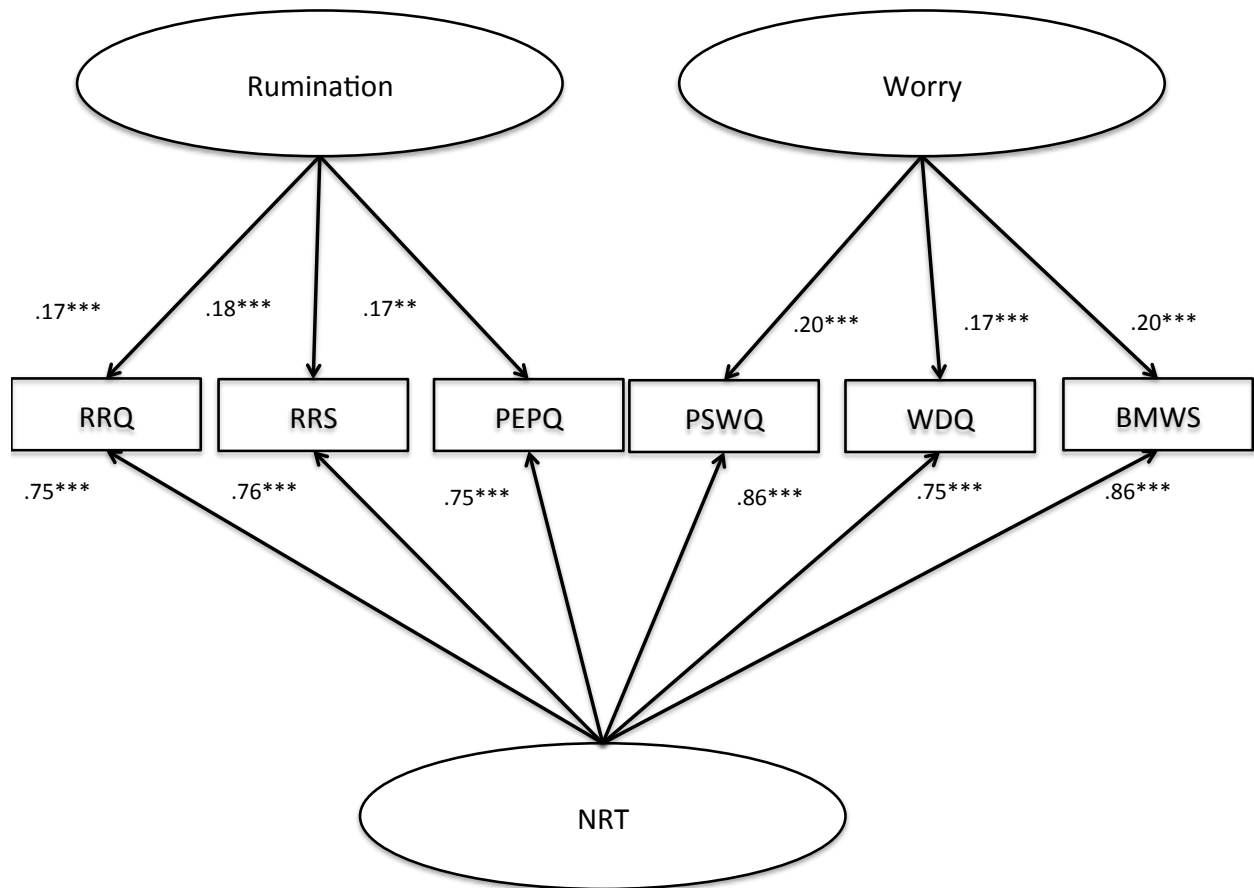 Rumination
Worry
.17***
.18***
.17**
.20***
.17***
.20***
RRQ
RRS
PEPQ
PSWQ
WDQ
BMWS
.75***
.76***
.75***
.86***
.75***
.86***
NRT